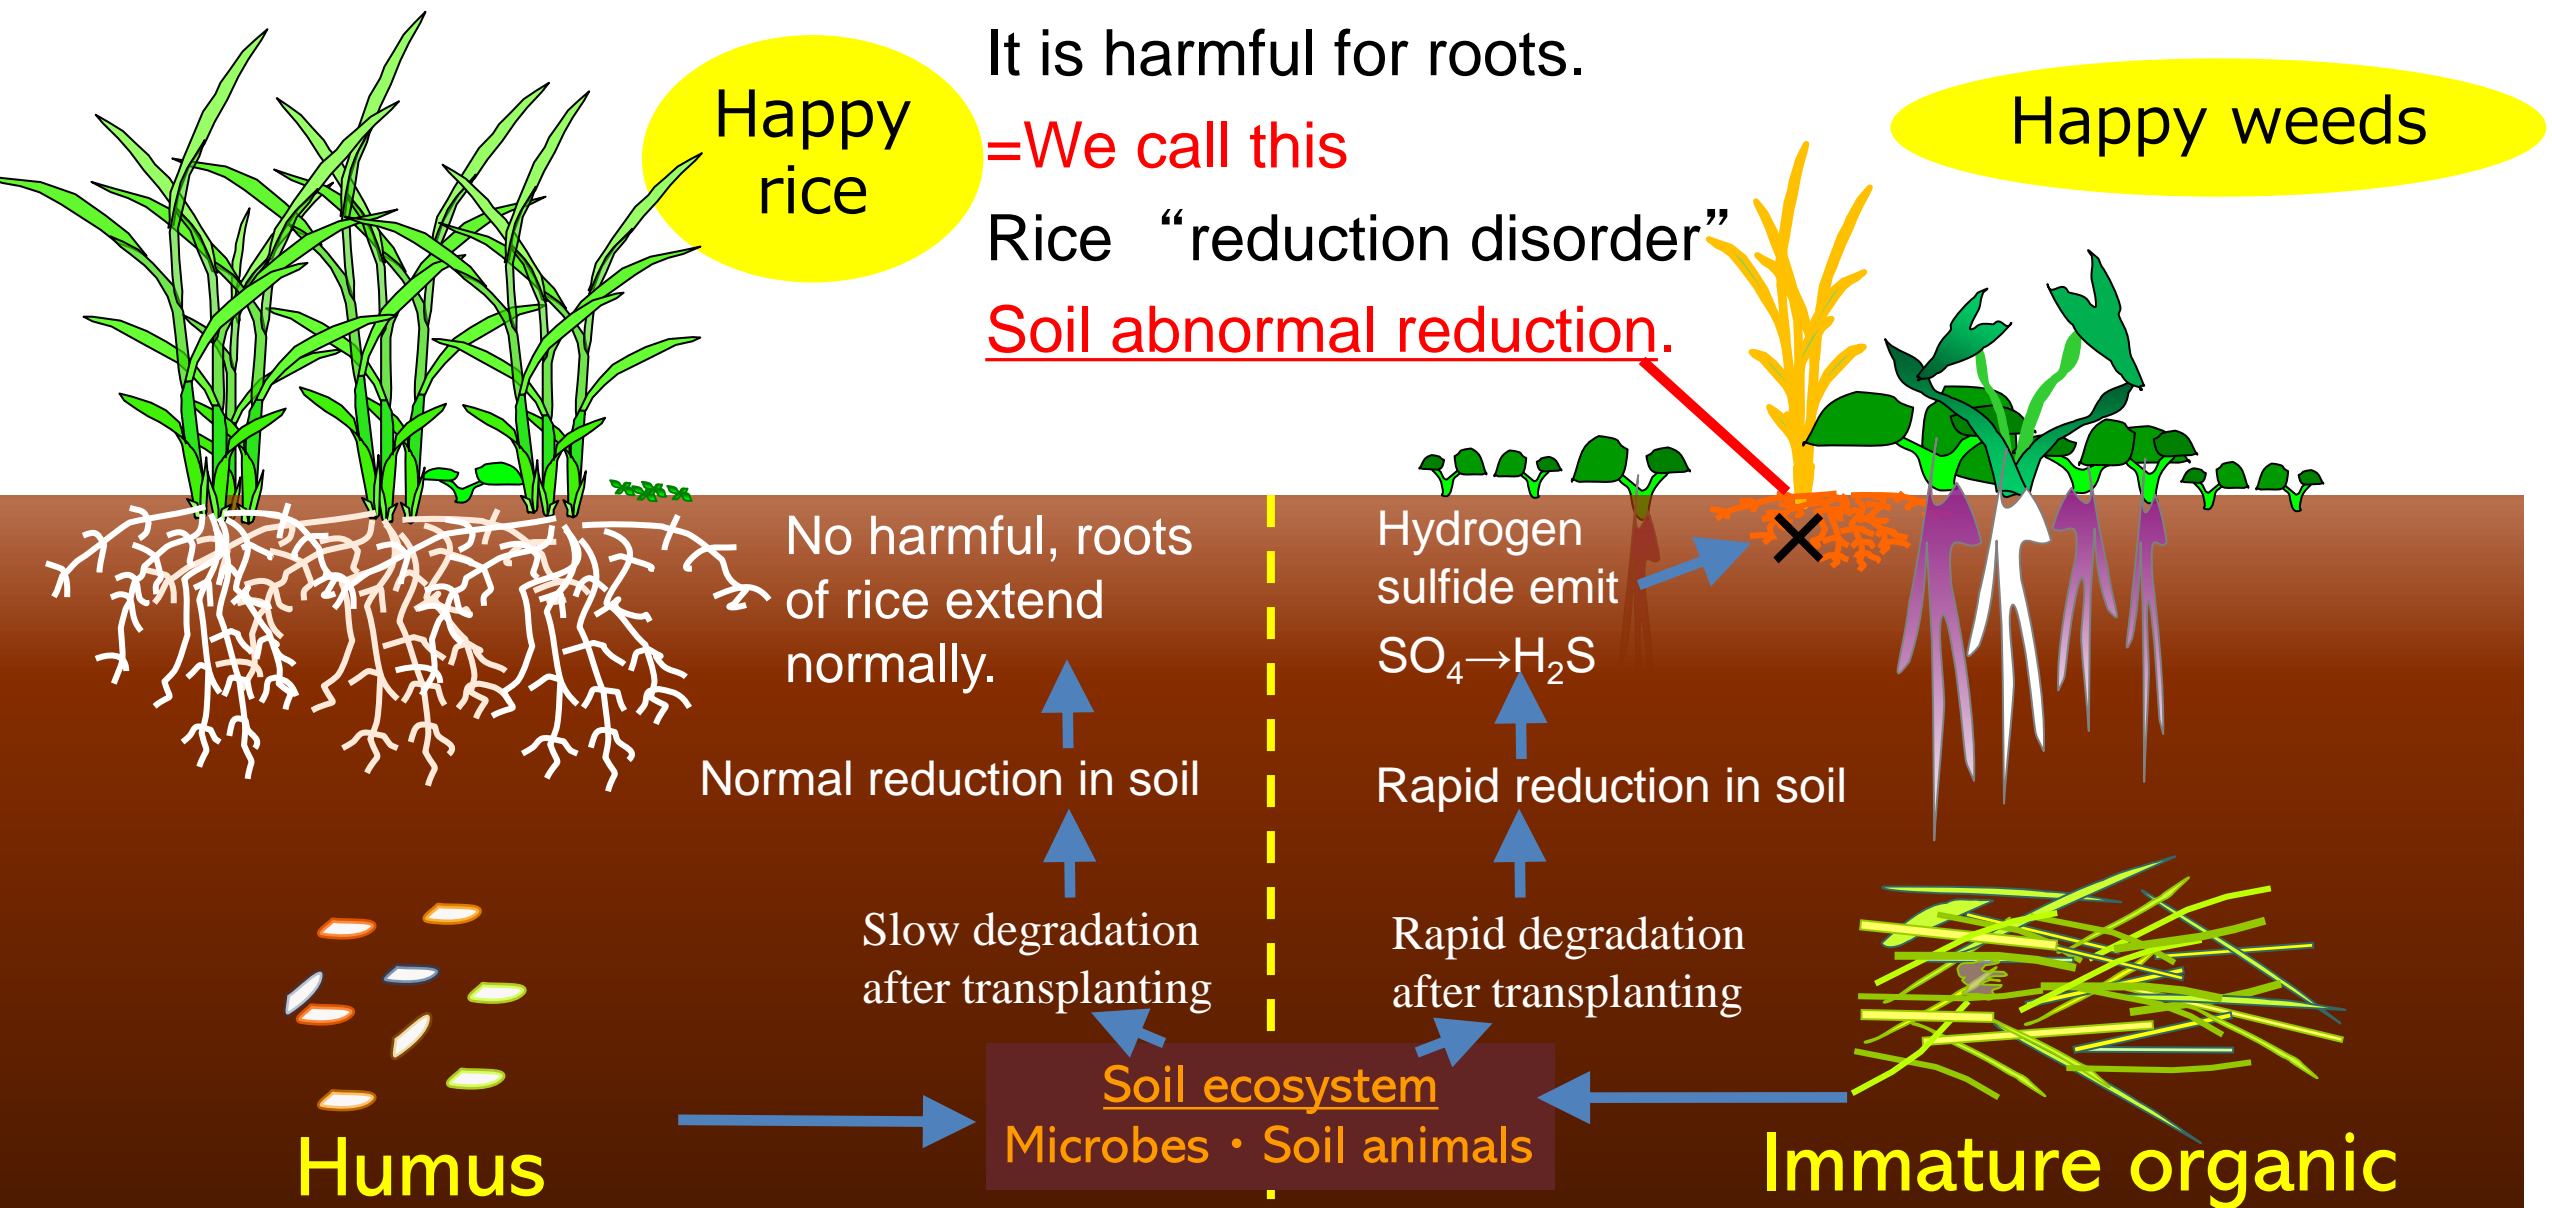 Happy
rice
It is harmful for roots.
=We call this
Rice “reduction disorder”
Soil abnormal reduction.
Happy weeds
No harmful, roots
of rice extend
normally.
Normal reduction in soil
Slow degradation
after transplanting
Hydrogen
sulfide emit
SO₄→H₂S
Rapid reduction in soil
Rapid degradation
after transplanting
Soil ecosystem
Microbes・Soil animals
Humus
Immature organic